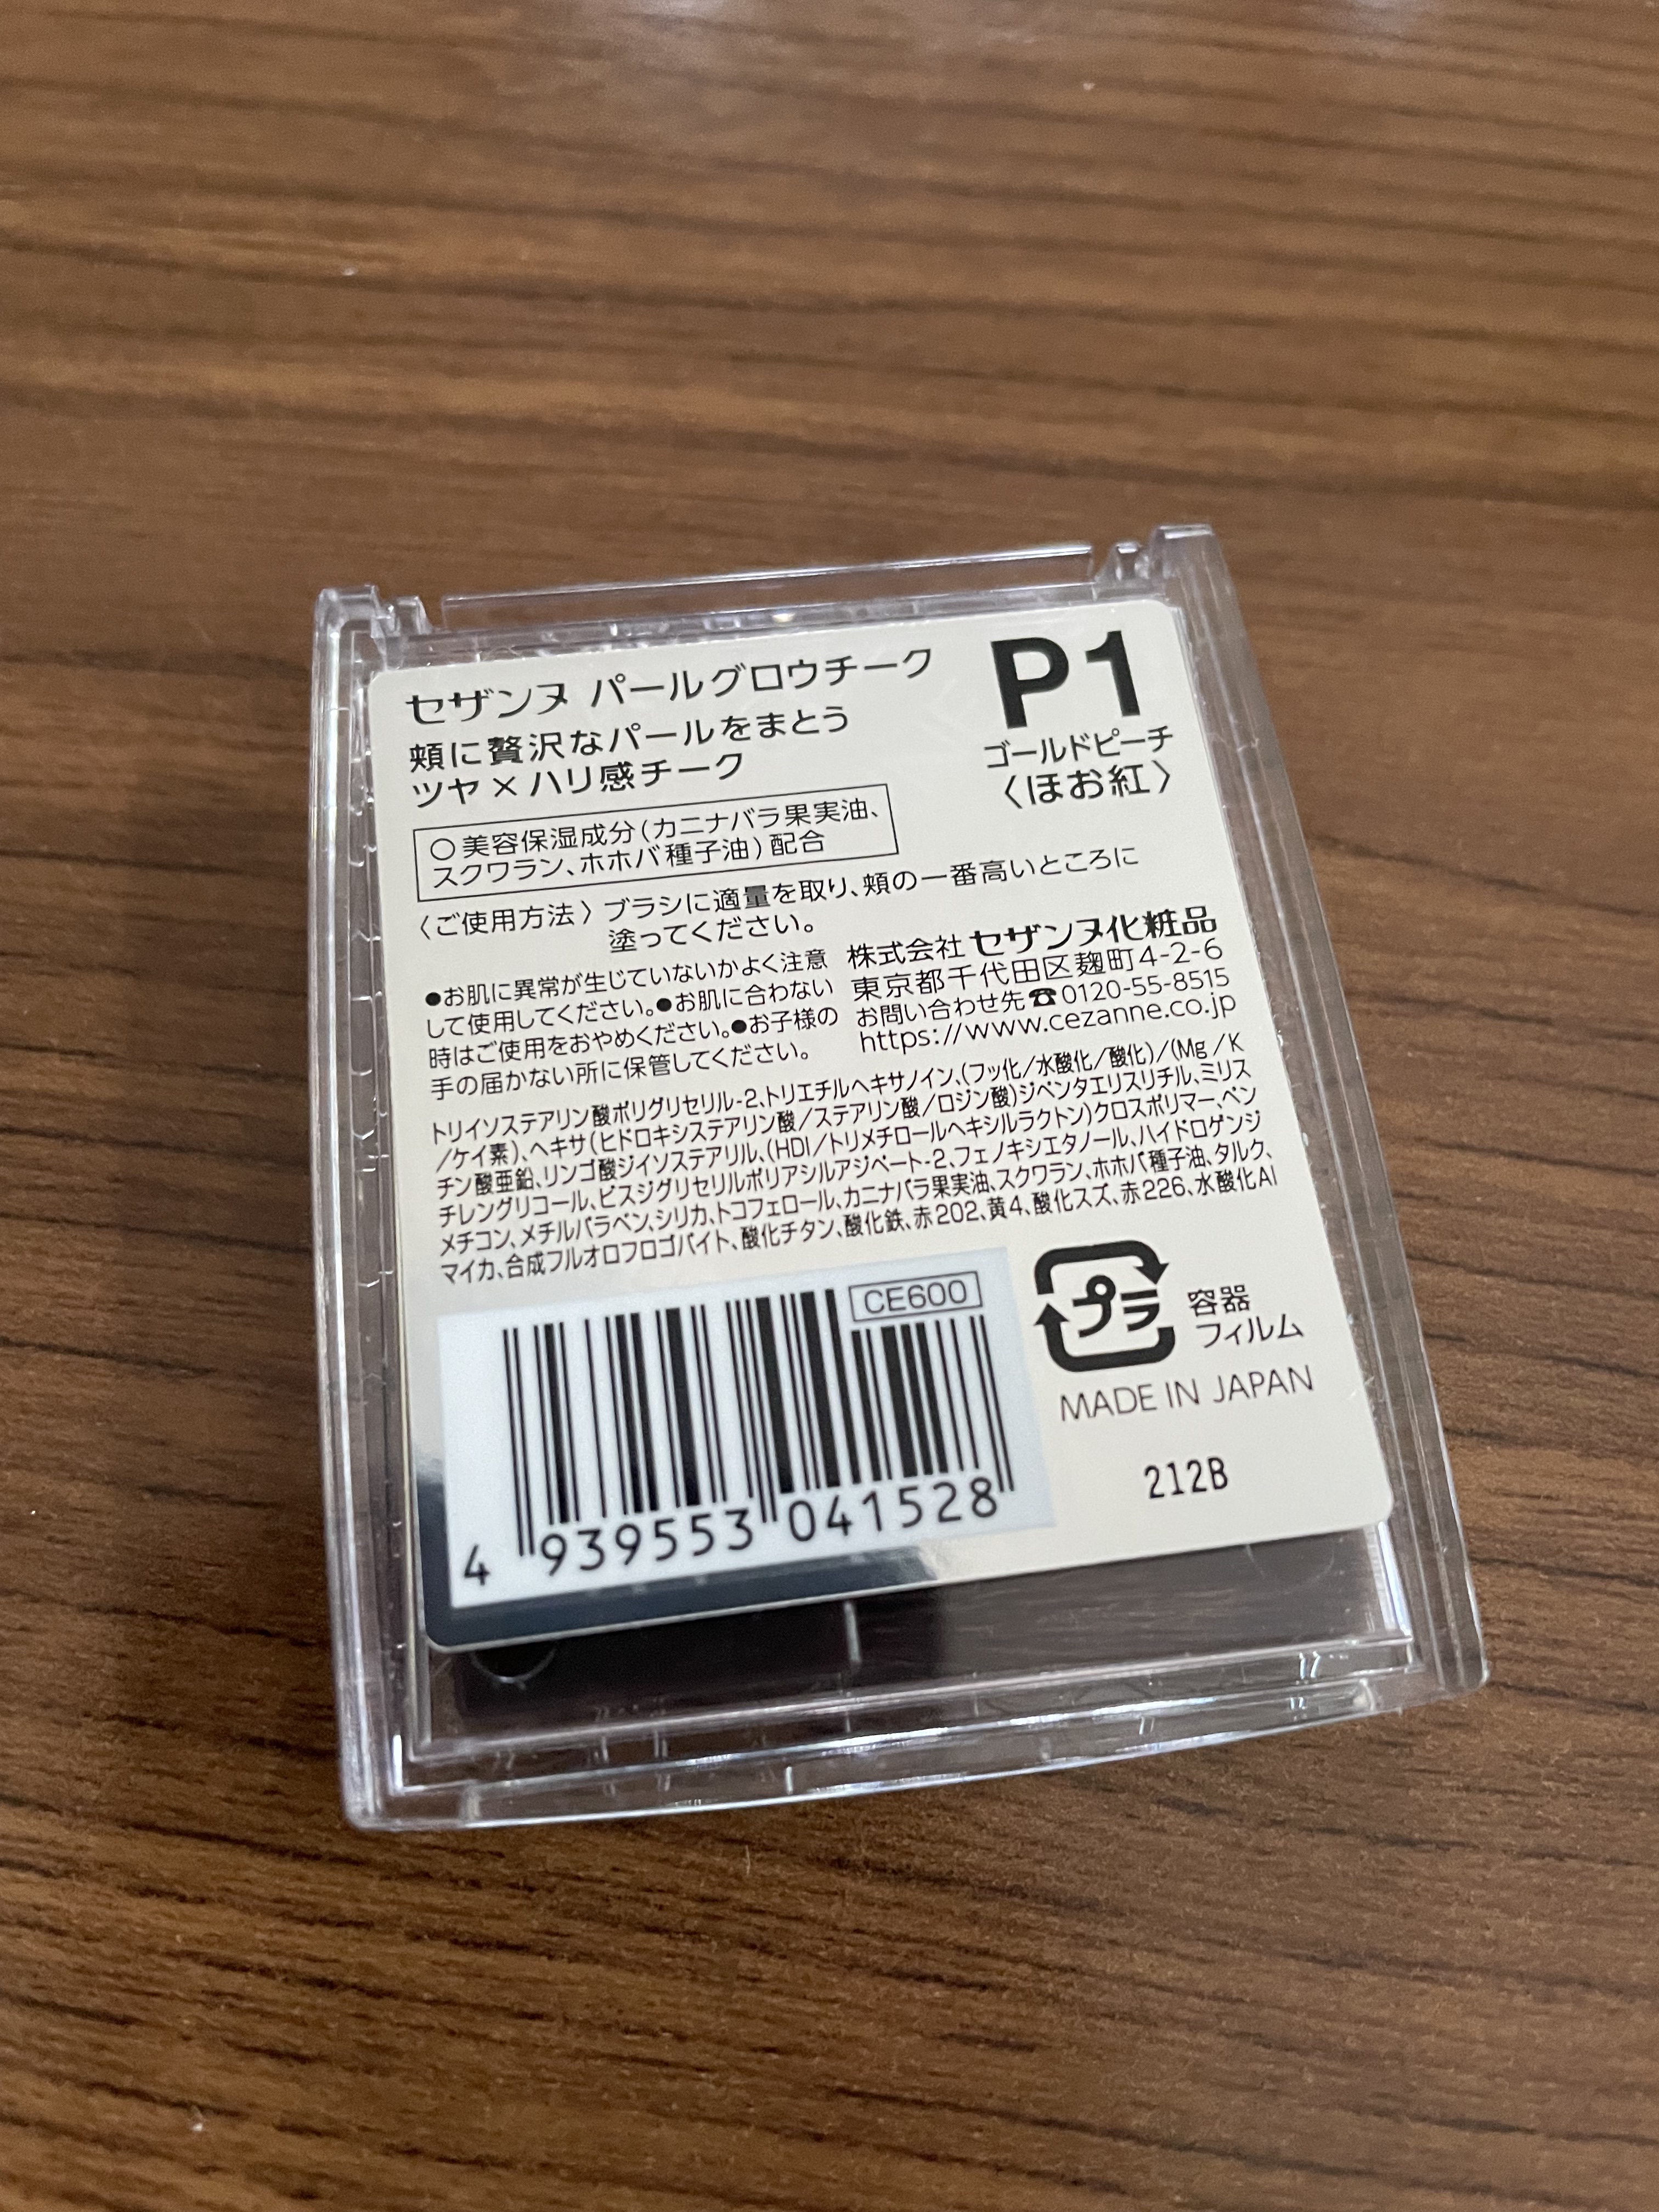 セザンヌ パールグロウチーク
頬に贅沢なパールをまとう
ツヤ×ハリ感チーク
P1
ゴールドピーチ
〈ほお紅〉
○美容保湿成分(カニナバラ果実油、
スクワラン、ホホバ種子油)配合
〈ご使用方法〉ブラシに適量を取り、頬の一番高いところに
塗ってください。
●お肌に異常が生じていないかよく注意
して使用してください。●お肌に合わない
時はご使用をおやめください。●お子様の
手の届かない所に保管してください。
株式会社 セザンヌ化粧品
東京都千代田区麹町4-2-6
お問い合わせ先☎0120-55-8515
https://www.cezanne.co.jp
トリイソステアリン酸ポリグリセリル-2、トリエチルヘキサノイン、(フッ化/水酸化/酸化)/(Mg/K
/ケイ素)、ヘキサ(ヒドロキシステアリン酸/ステアリン酸/ロジン酸)ジペンタエリスリチル、ミリス
チン酸亜鉛、リンゴ酸ジイソステアリル、(HDI/トリメチロールヘキシルラクトン)クロスポリマー、ペン
チレングリコール、ビスジグリセリルポリアシルアジペート-2、フェノキシエタノール、ハイドロゲンジ
メチコン、メチルパラベン、シリカ、トコフェロール、カニナバラ果実油、スクワラン、ホホバ種子油、タルク、
マイカ、合成フルオロフロゴパイト、酸化チタン、酸化鉄、赤202、黄4、酸化スズ、赤226、水酸化Al
CE600
4 939553 041528
プラ
容器
フィルム
MADE IN JAPAN
212B